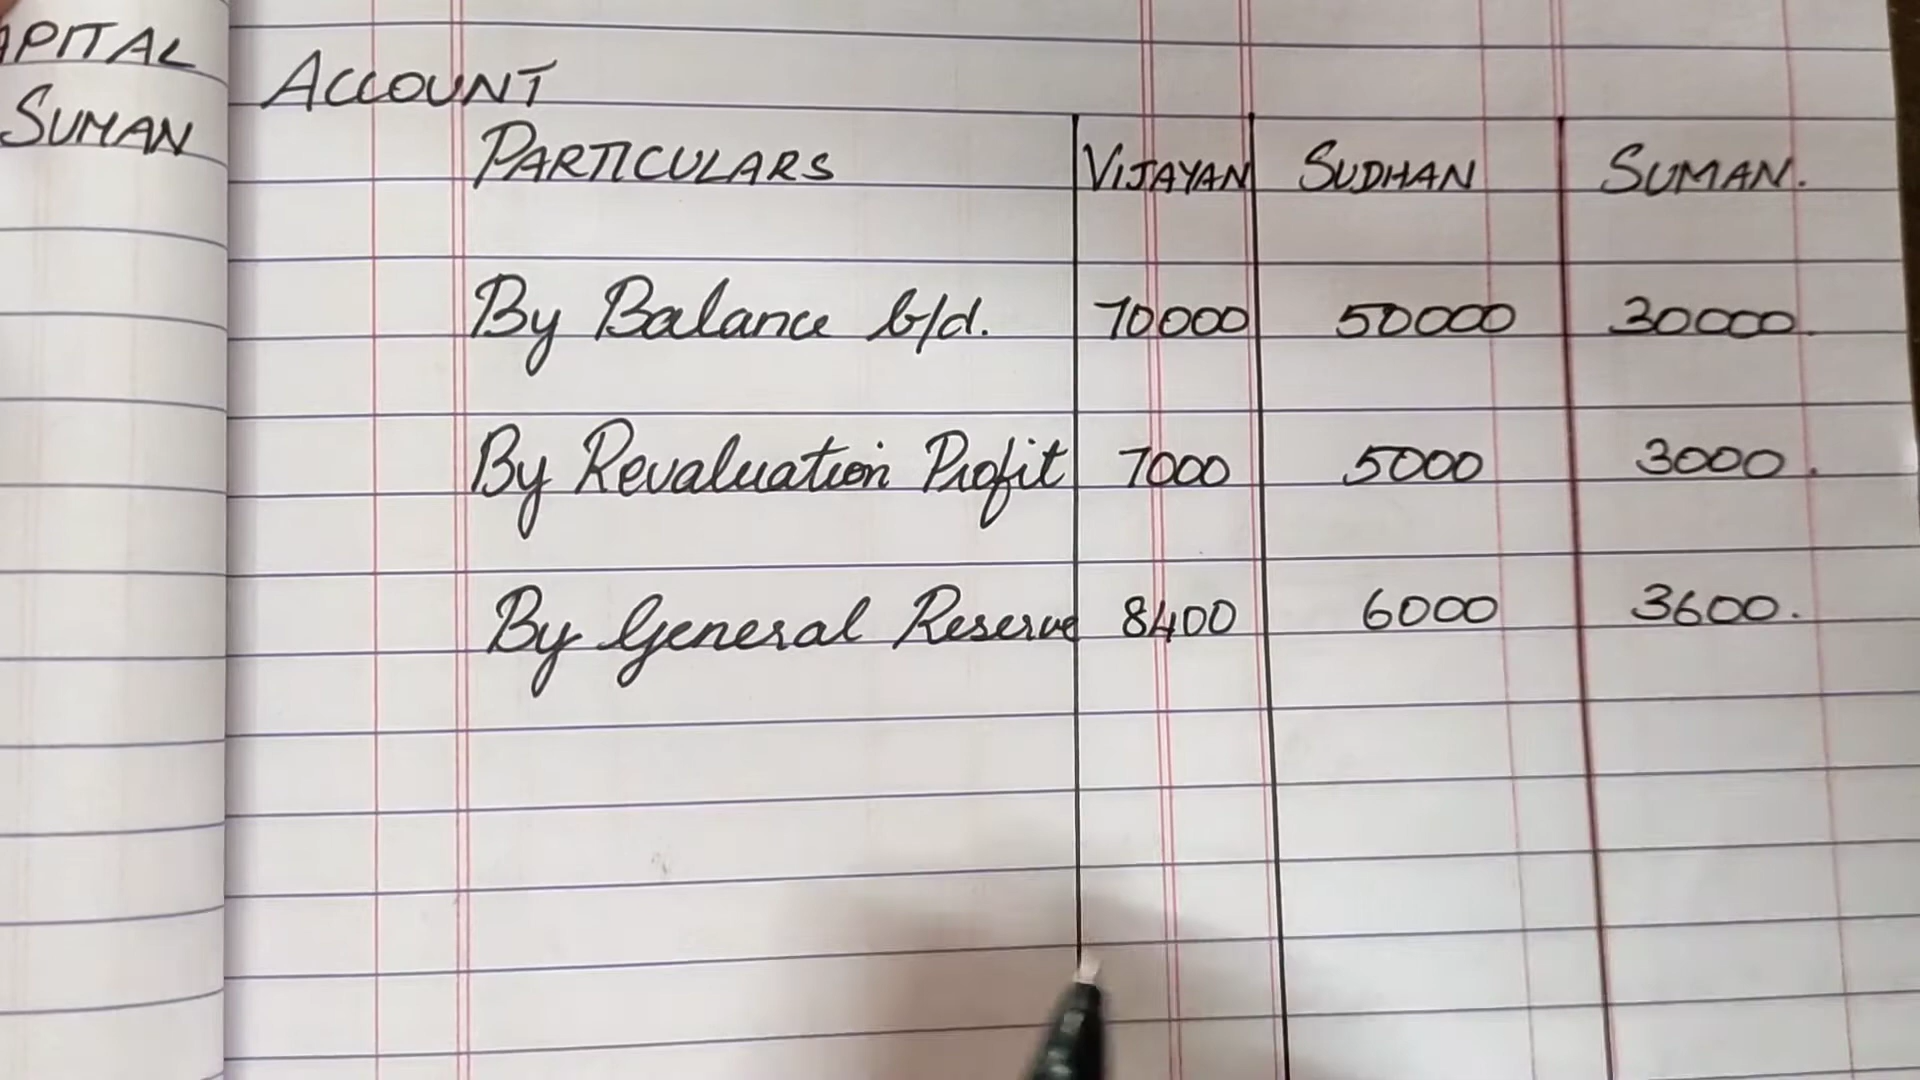 ACCOUNT
SUMAN
PARTICULARS VIJAYAN SUDHAN SUMAN.
By Balance b/d. 70000 50000 30000.
By Revaluation Profit 7000 5000 3000.
By General Reserve 8400 6000 3600.